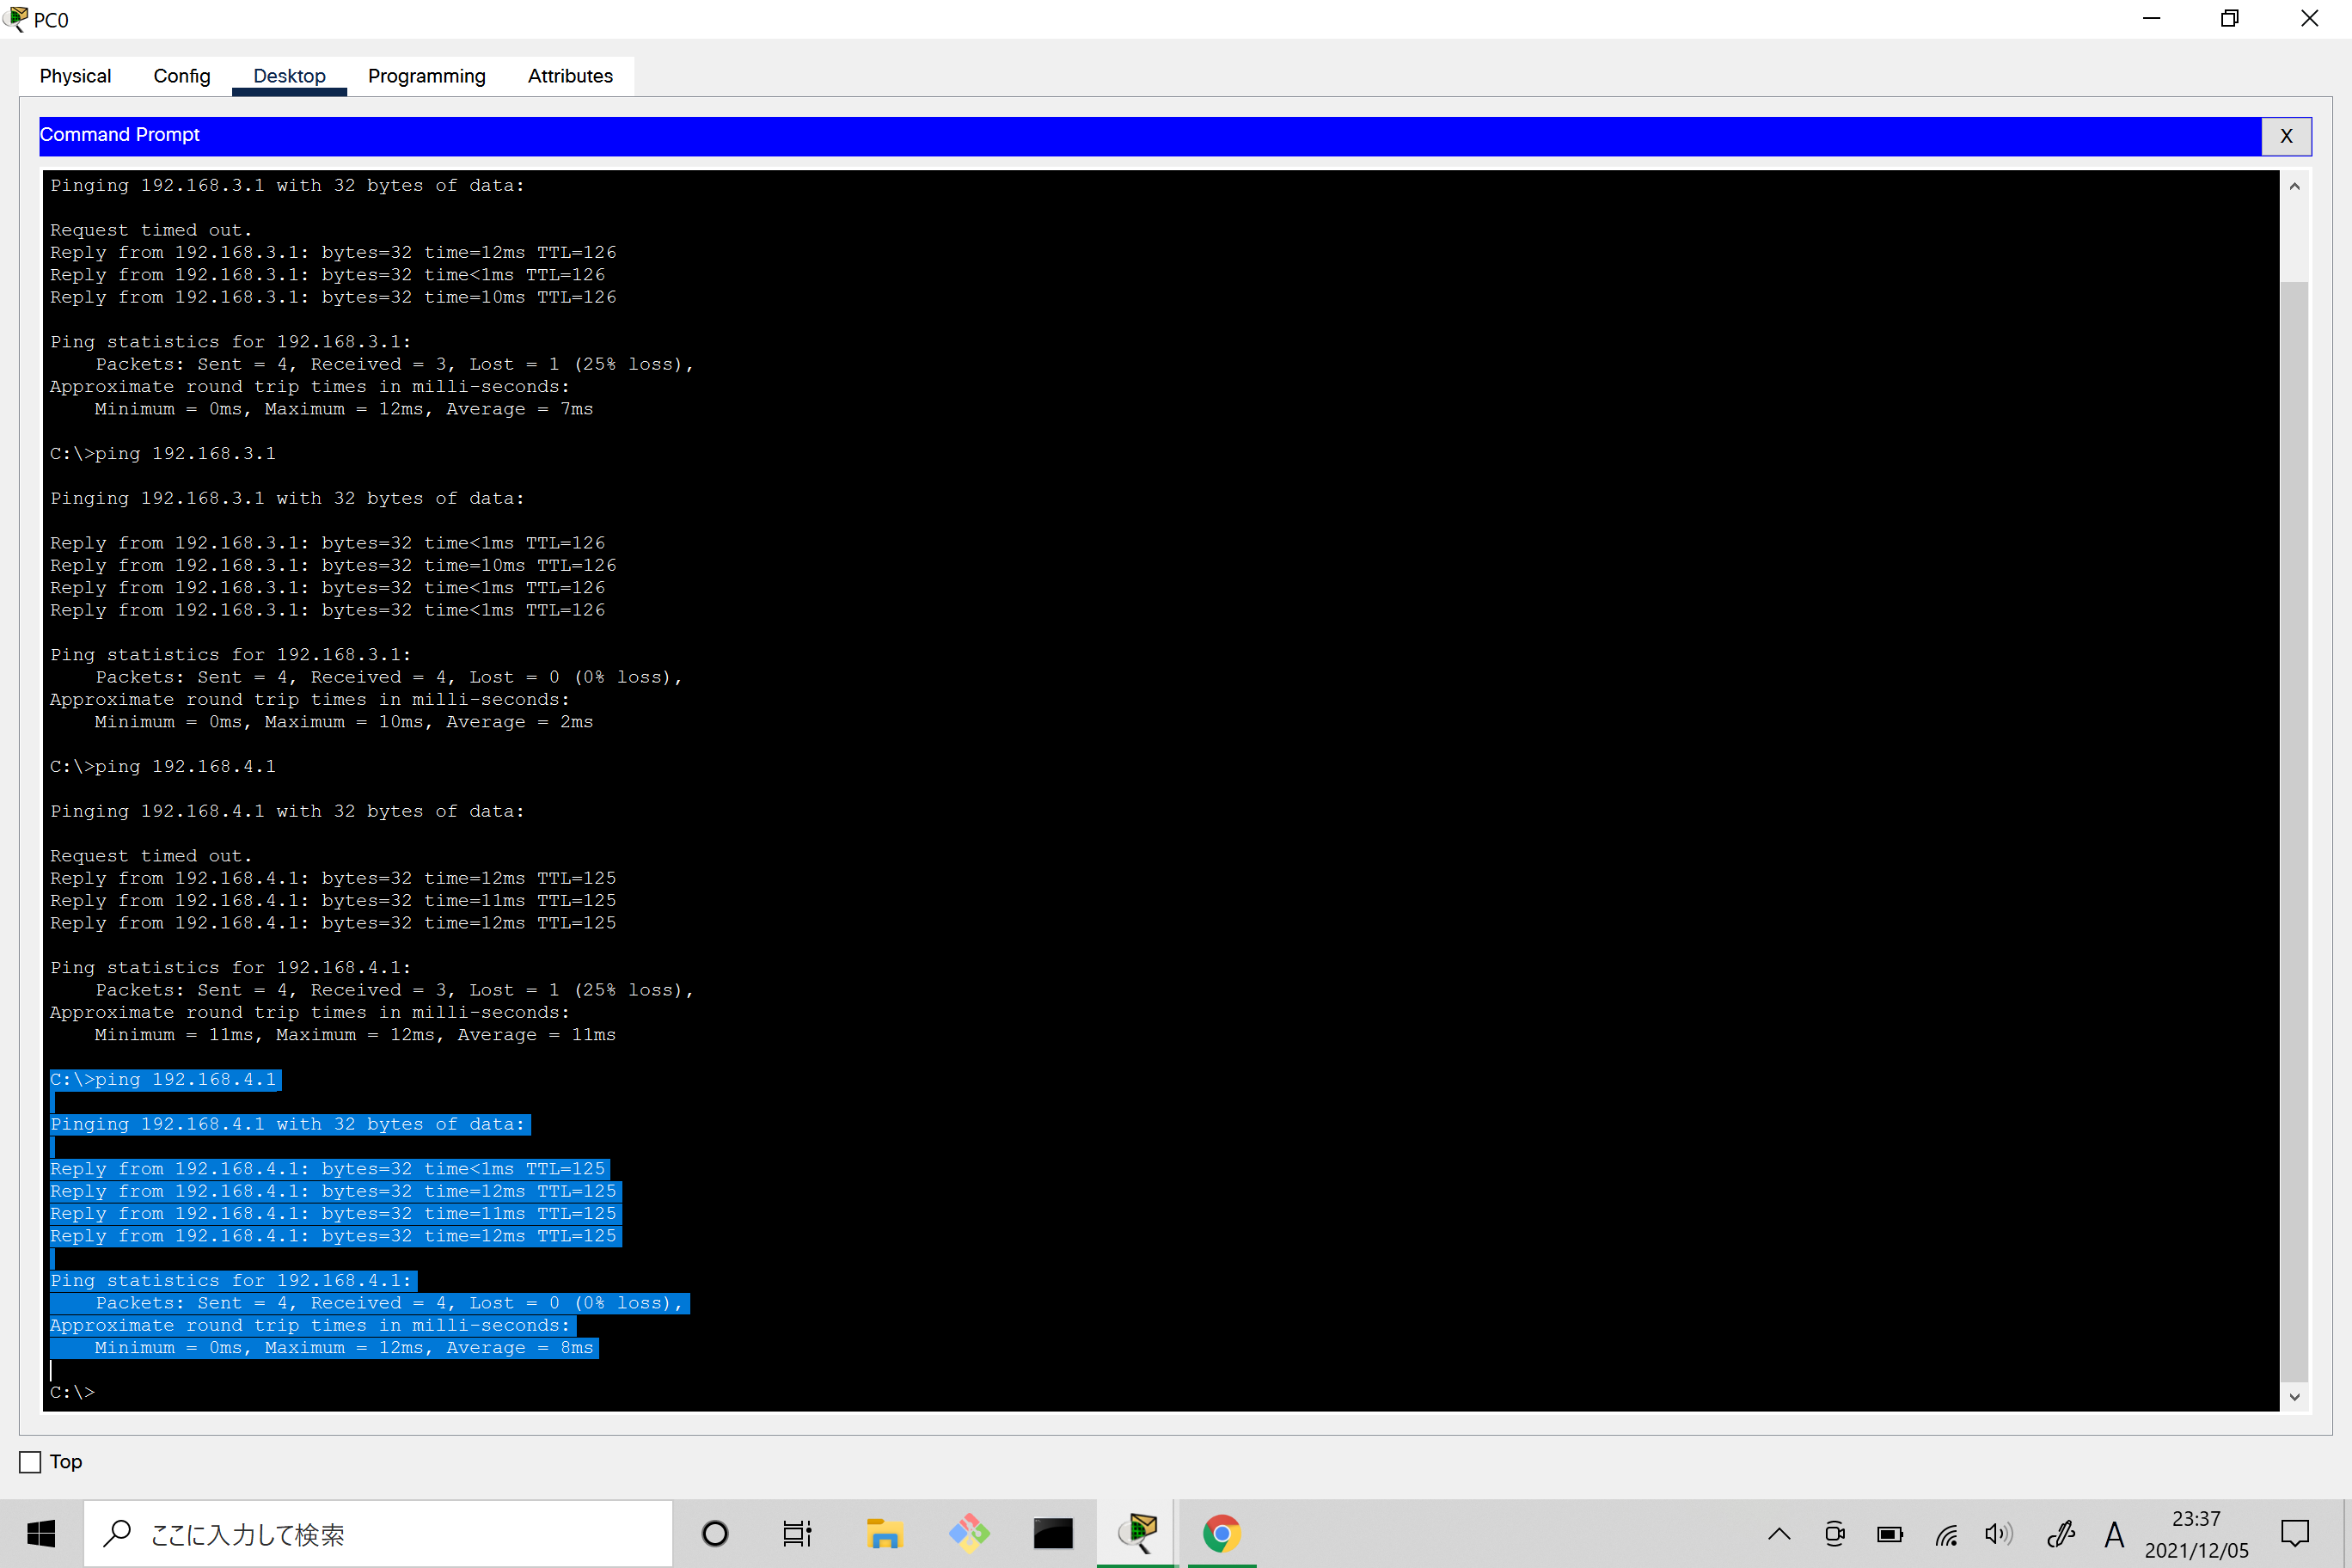 PC0
Physical Config Desktop Programming Attributes
Command Prompt X
Pinging 192.168.3.1 with 32 bytes of data:
Request timed out.
Reply from 192.168.3.1: bytes=32 time=12ms TTL=126
Reply from 192.168.3.1: bytes=32 time<1ms TTL=126
Reply from 192.168.3.1: bytes=32 time=10ms TTL=126
Ping statistics for 192.168.3.1:
    Packets: Sent = 4, Received = 3, Lost = 1 (25% loss),
Approximate round trip times in milli-seconds:
    Minimum = 0ms, Maximum = 12ms, Average = 7ms
C:\>ping 192.168.3.1
Pinging 192.168.3.1 with 32 bytes of data:
Reply from 192.168.3.1: bytes=32 time<1ms TTL=126
Reply from 192.168.3.1: bytes=32 time=10ms TTL=126
Reply from 192.168.3.1: bytes=32 time<1ms TTL=126
Reply from 192.168.3.1: bytes=32 time<1ms TTL=126
Ping statistics for 192.168.3.1:
    Packets: Sent = 4, Received = 4, Lost = 0 (0% loss),
Approximate round trip times in milli-seconds:
    Minimum = 0ms, Maximum = 10ms, Average = 2ms
C:\>ping 192.168.4.1
Pinging 192.168.4.1 with 32 bytes of data:
Request timed out.
Reply from 192.168.4.1: bytes=32 time=12ms TTL=125
Reply from 192.168.4.1: bytes=32 time=11ms TTL=125
Reply from 192.168.4.1: bytes=32 time=12ms TTL=125
Ping statistics for 192.168.4.1:
    Packets: Sent = 4, Received = 3, Lost = 1 (25% loss),
Approximate round trip times in milli-seconds:
    Minimum = 11ms, Maximum = 12ms, Average = 11ms
C:\>ping 192.168.4.1
Pinging 192.168.4.1 with 32 bytes of data:
Reply from 192.168.4.1: bytes=32 time<1ms TTL=125
Reply from 192.168.4.1: bytes=32 time=12ms TTL=125
Reply from 192.168.4.1: bytes=32 time=11ms TTL=125
Reply from 192.168.4.1: bytes=32 time=12ms TTL=125
Ping statistics for 192.168.4.1:
    Packets: Sent = 4, Received = 4, Lost = 0 (0% loss),
Approximate round trip times in milli-seconds:
    Minimum = 0ms, Maximum = 12ms, Average = 8ms
C:\>
Top
ここに入力して検索
A
23:37
2021/12/05